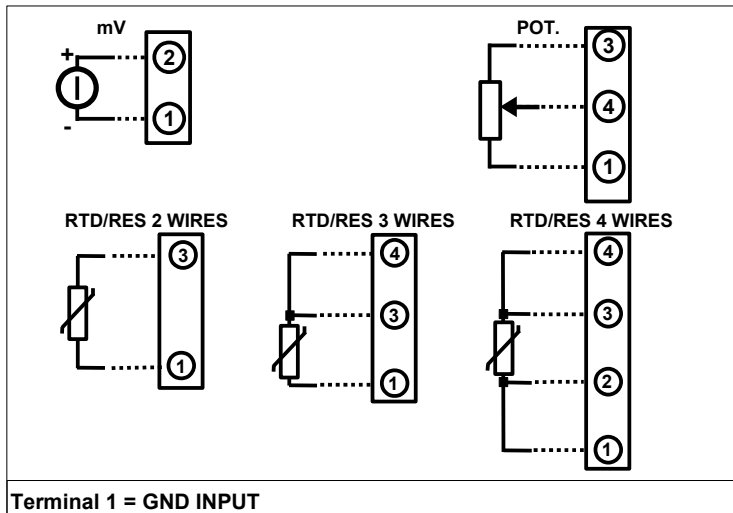 mV
+
2
1
-
POT.
3
4
1
RTD/RES 2 WIRES
3
1
RTD/RES 3 WIRES
4
3
1
RTD/RES 4 WIRES
4
3
2
1
Terminal 1 = GND INPUT